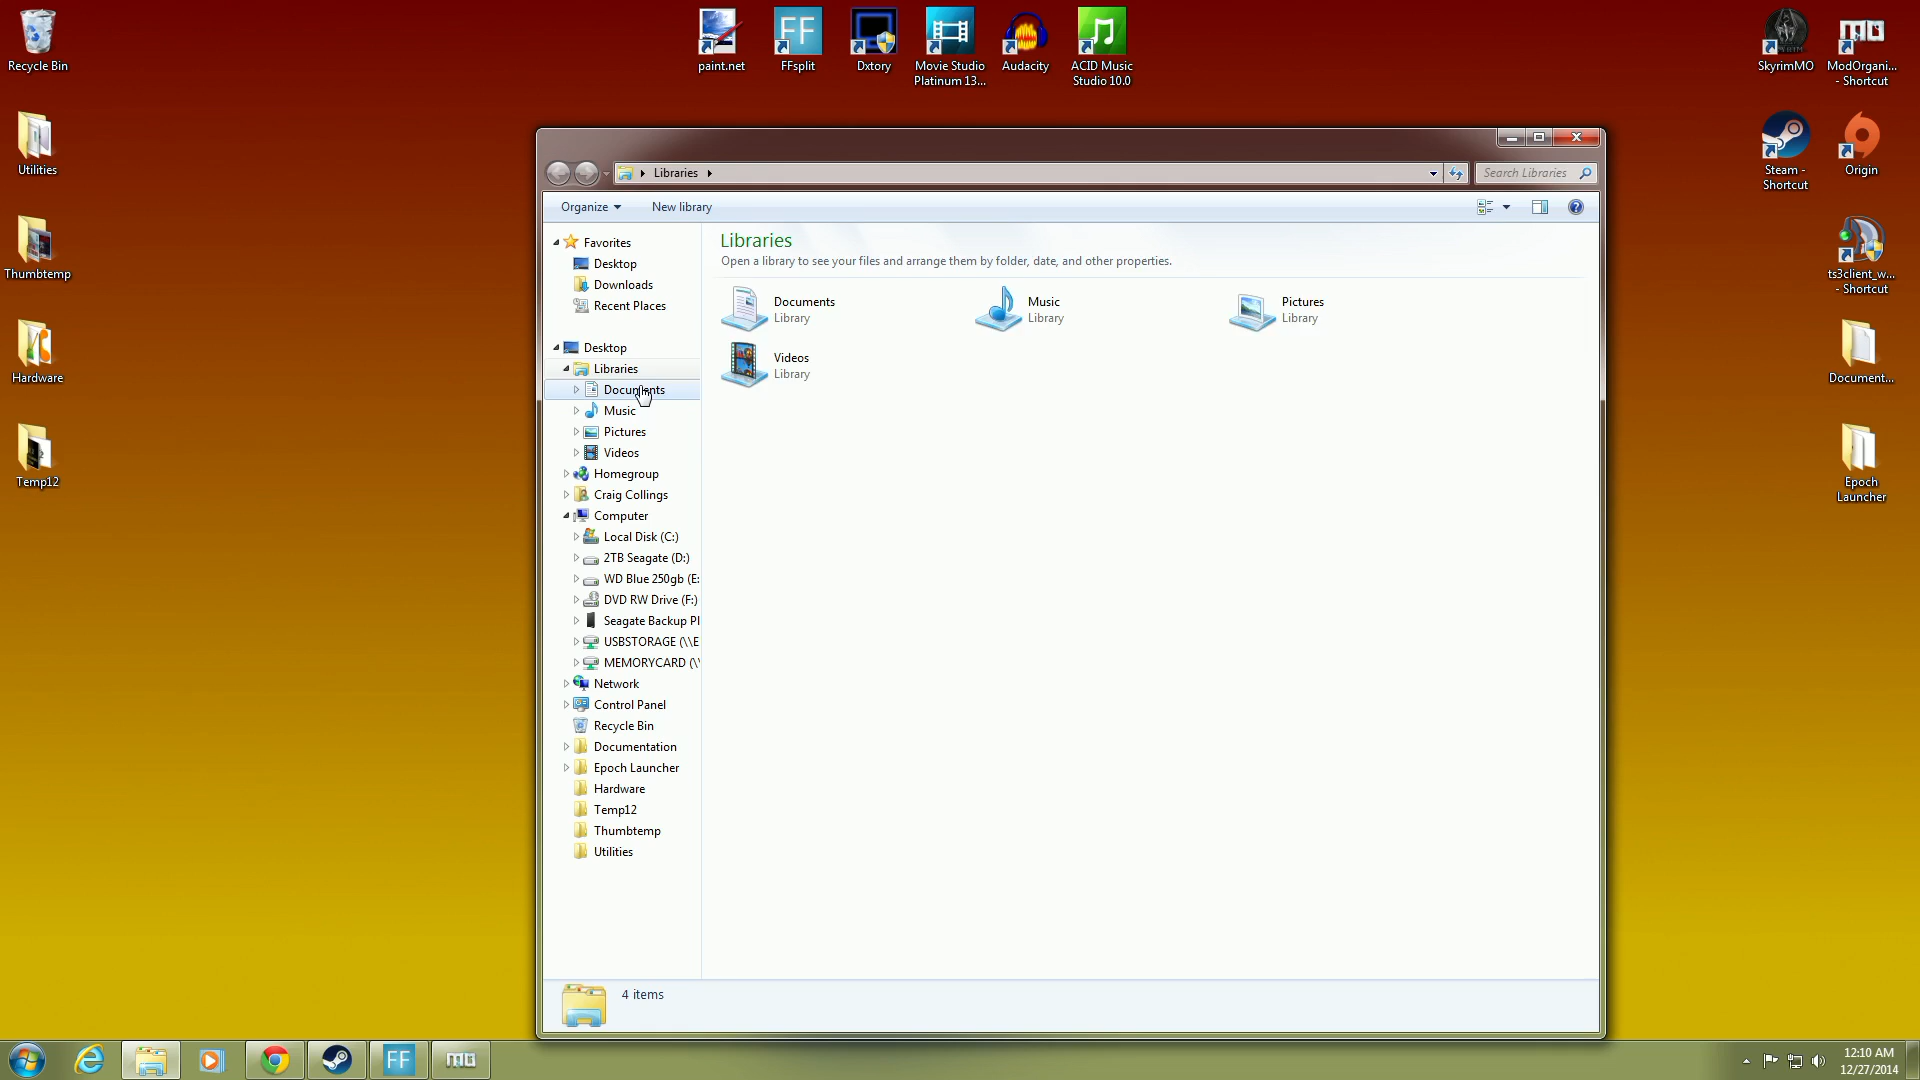 Recycle Bin
Utilities
Thumbtemp
Hardware
Temp12
paint.net
FF
FFsplit
Dxtory
Movie Studio
Platinum 13...
Audacity
ACID Music
Studio 10.0
SkyrimMO
ModOrgani...
- Shortcut
Steam -
Shortcut
Origin
ts3client_w...
- Shortcut
Document...
Epoch
Launcher
Libraries
Search Libraries
Organize
New library
Favorites
Desktop
Downloads
Recent Places
Desktop
Libraries
Documents
Music
Pictures
Videos
Homegroup
Craig Collings
Computer
Local Disk (C:)
2TB Seagate (D:)
WD Blue 250gb (E:
DVD RW Drive (F:)
Seagate Backup Pl
USBSTORAGE (\\E
MEMORYCARD (\\
Network
Control Panel
Recycle Bin
Documentation
Epoch Launcher
Hardware
Temp12
Thumbtemp
Utilities
Libraries
Open a library to see your files and arrange them by folder, date, and other properties.
Documents
Library
Music
Library
Pictures
Library
Videos
Library
4 items
FF
MO
12:10 AM
12/27/2014